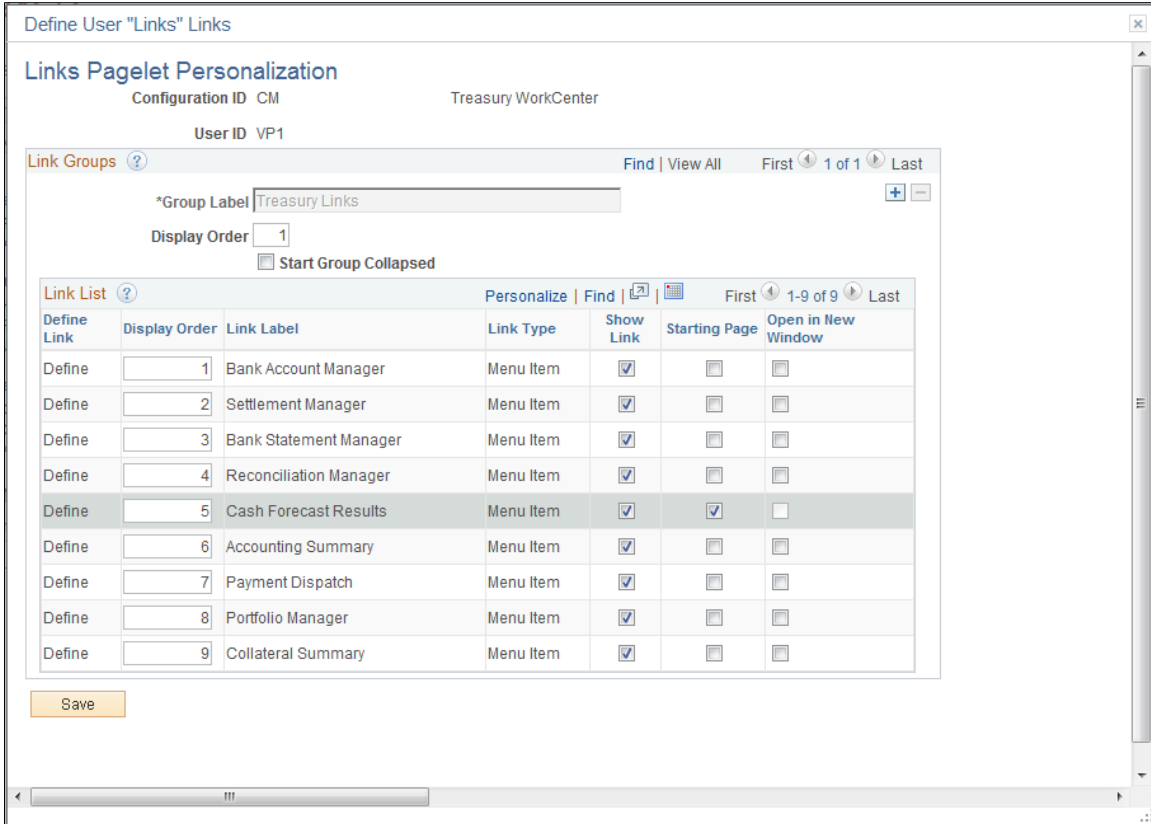 Define User "Links" Links
Links Pagelet Personalization
Configuration ID CM Treasury WorkCenter
User ID VP1
Link Groups ? Find | View All First 1 of 1 Last
*Group Label Treasury Links
Display Order 1
Start Group Collapsed
Link List ? Personalize | Find | | First 1-9 of 9 Last
Define Link Display Order Link Label Link Type Show Link Starting Page Open in New Window
Define 1 Bank Account Manager Menu Item
Define 2 Settlement Manager Menu Item
Define 3 Bank Statement Manager Menu Item
Define 4 Reconciliation Manager Menu Item
Define 5 Cash Forecast Results Menu Item
Define 6 Accounting Summary Menu Item
Define 7 Payment Dispatch Menu Item
Define 8 Portfolio Manager Menu Item
Define 9 Collateral Summary Menu Item
Save